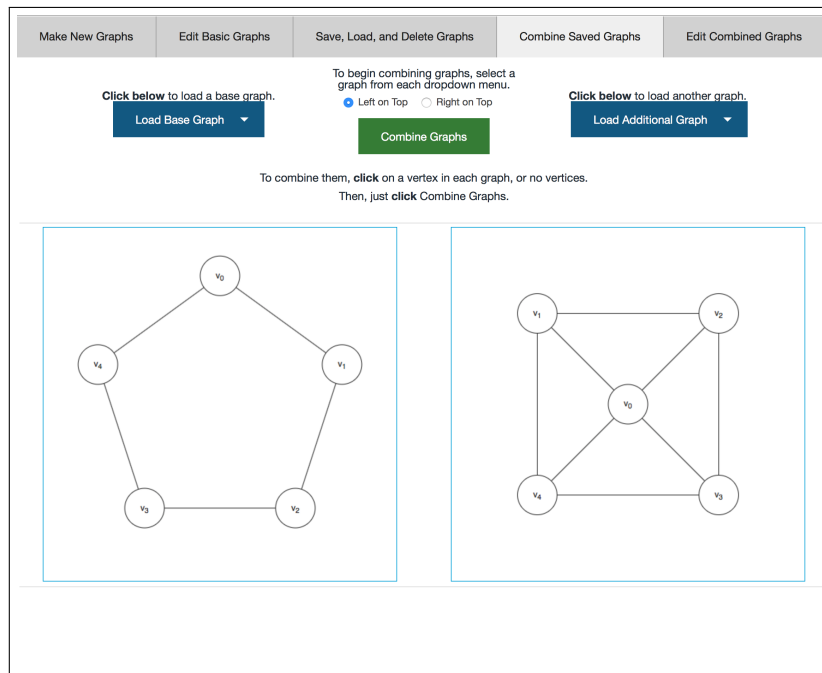 Make New Graphs
Edit Basic Graphs
Save, Load, and Delete Graphs
Combine Saved Graphs
Edit Combined Graphs
To begin combining graphs, select a
graph from each dropdown menu.
Click below to load a base graph.
Load Base Graph
Left on Top
Right on Top
Combine Graphs
Click below to load another graph.
Load Additional Graph
To combine them, click on a vertex in each graph, or no vertices.
Then, just click Combine Graphs.
v₀
v₄
v₁
v₃
v₂
v₁
v₂
v₀
v₄
v₃